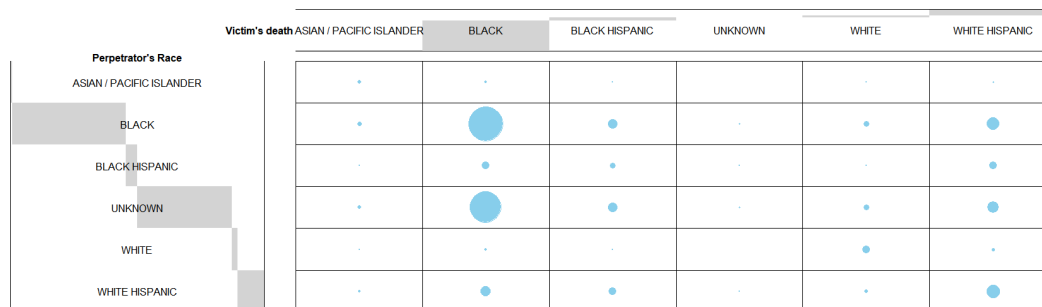 Victim's death ASIAN / PACIFIC ISLANDER BLACK BLACK HISPANIC UNKNOWN WHITE WHITE HISPANIC
Perpetrator's Race
ASIAN / PACIFIC ISLANDER
BLACK
BLACK HISPANIC
UNKNOWN
WHITE
WHITE HISPANIC